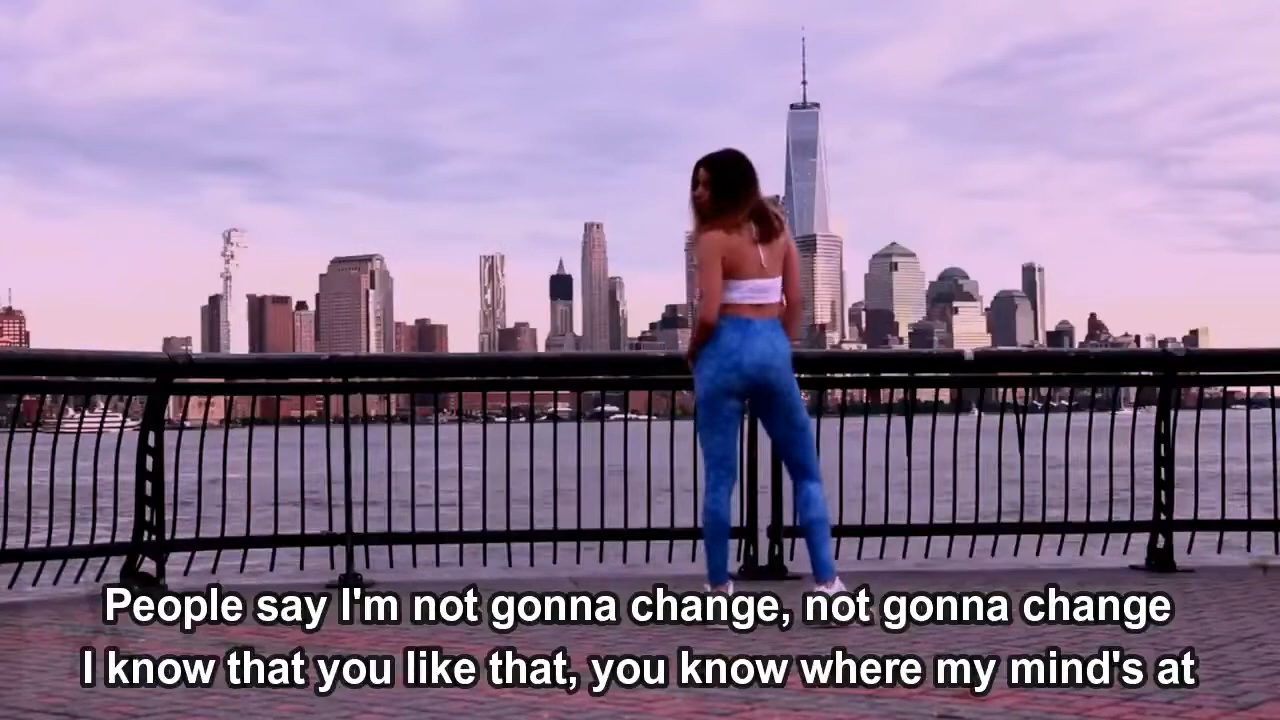 People say I'm not gonna change, not gonna change
I know that you like that, you know where my mind's at